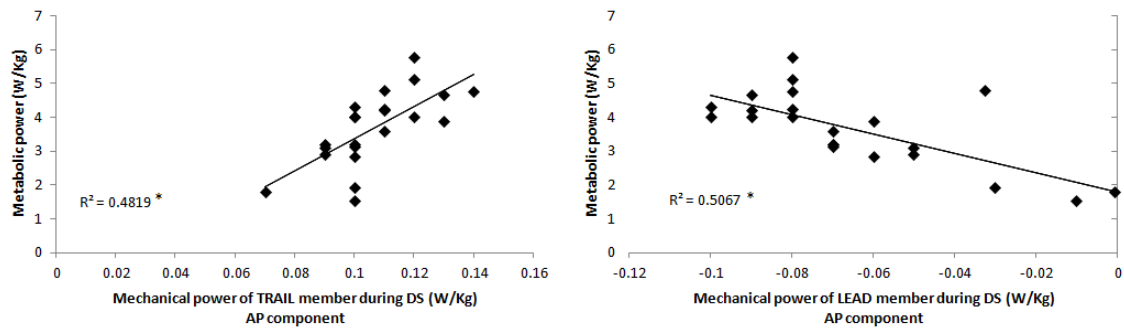 7
6
5
4
3
2
1
0
Metabolic power (W/Kg)
R² = 0.4819 *
0 0.02 0.04 0.06 0.08 0.1 0.12 0.14 0.16
Mechanical power of TRAIL member during DS (W/Kg)
AP component
7
6
5
4
3
2
1
0
Metabolic power (W/Kg)
R² = 0.5067 *
-0.12 -0.1 -0.08 -0.06 -0.04 -0.02 0
Mechanical power of LEAD member during DS (W/Kg)
AP component